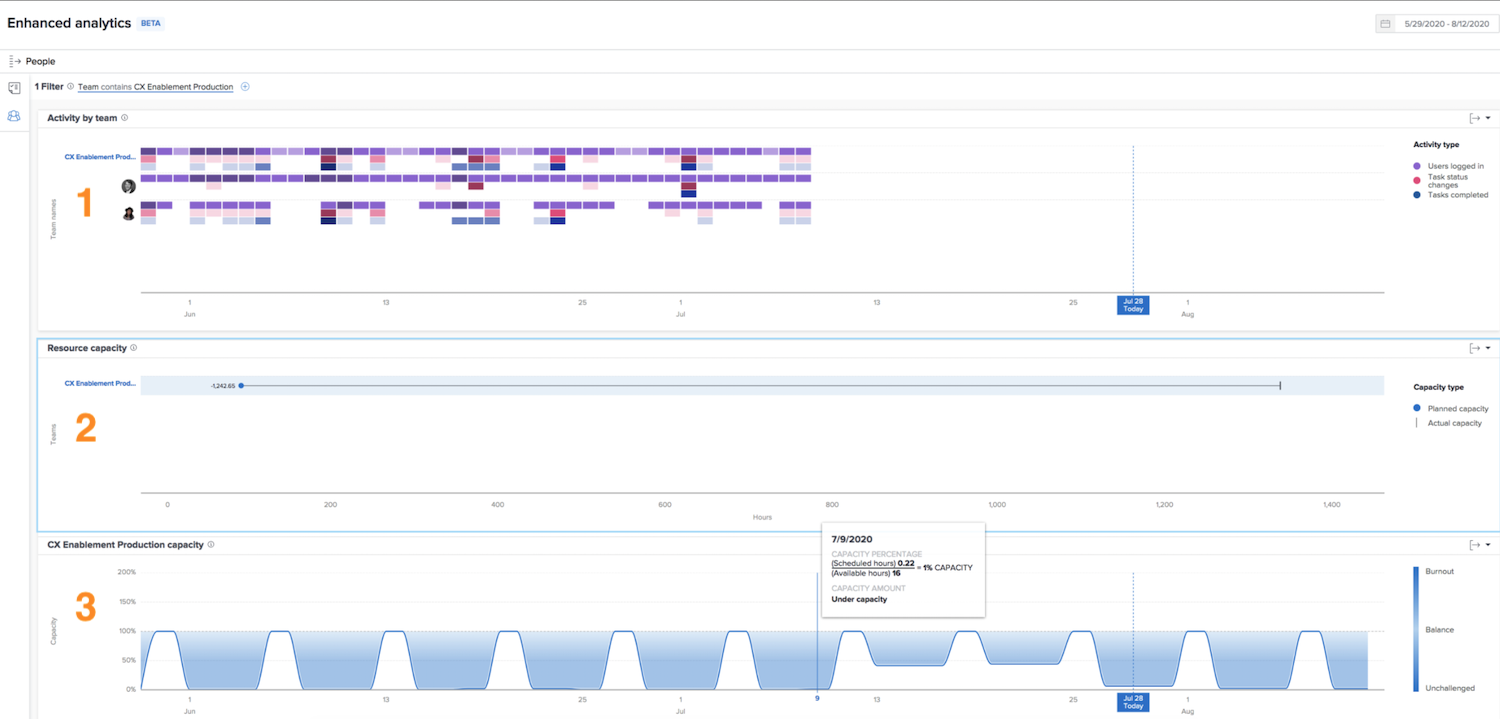 Enhanced analytics BETA
5/29/2020 - 8/12/2020
People
1 Filter Team contains CX Enablement Production
Activity by team
CX Enablement Prod...
1
Team names
Activity type
Users logged in
Task status
changes
Tasks completed
1 13 25 1 13 25 Jul 28 1
Jun Jul Today Aug
Resource capacity
CX Enablement Prod...
-1,242.65
2
Teams
Capacity type
Planned capacity
Actual capacity
0 200 400 600 800 1,000 1,200 1,400
Hours
CX Enablement Production capacity
3
Capacity
200%
150%
100%
50%
0%
7/9/2020
CAPACITY PERCENTAGE
(Scheduled hours) 0.22
(Available hours) 16
= 1% CAPACITY
CAPACITY AMOUNT
Under capacity
Burnout
Balance
Unchallenged
1 13 25 1 9 13 25 Jul 28 1
Jun Jul Today Aug